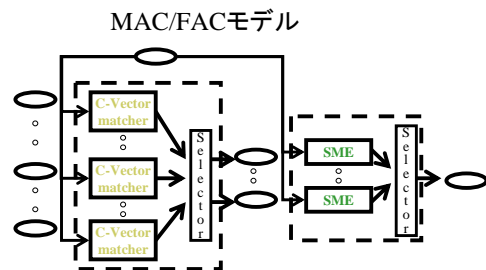 MAC/FACモデル
C-Vector
matcher
C-Vector
matcher
C-Vector
matcher
Selector
SME
SME
Selector